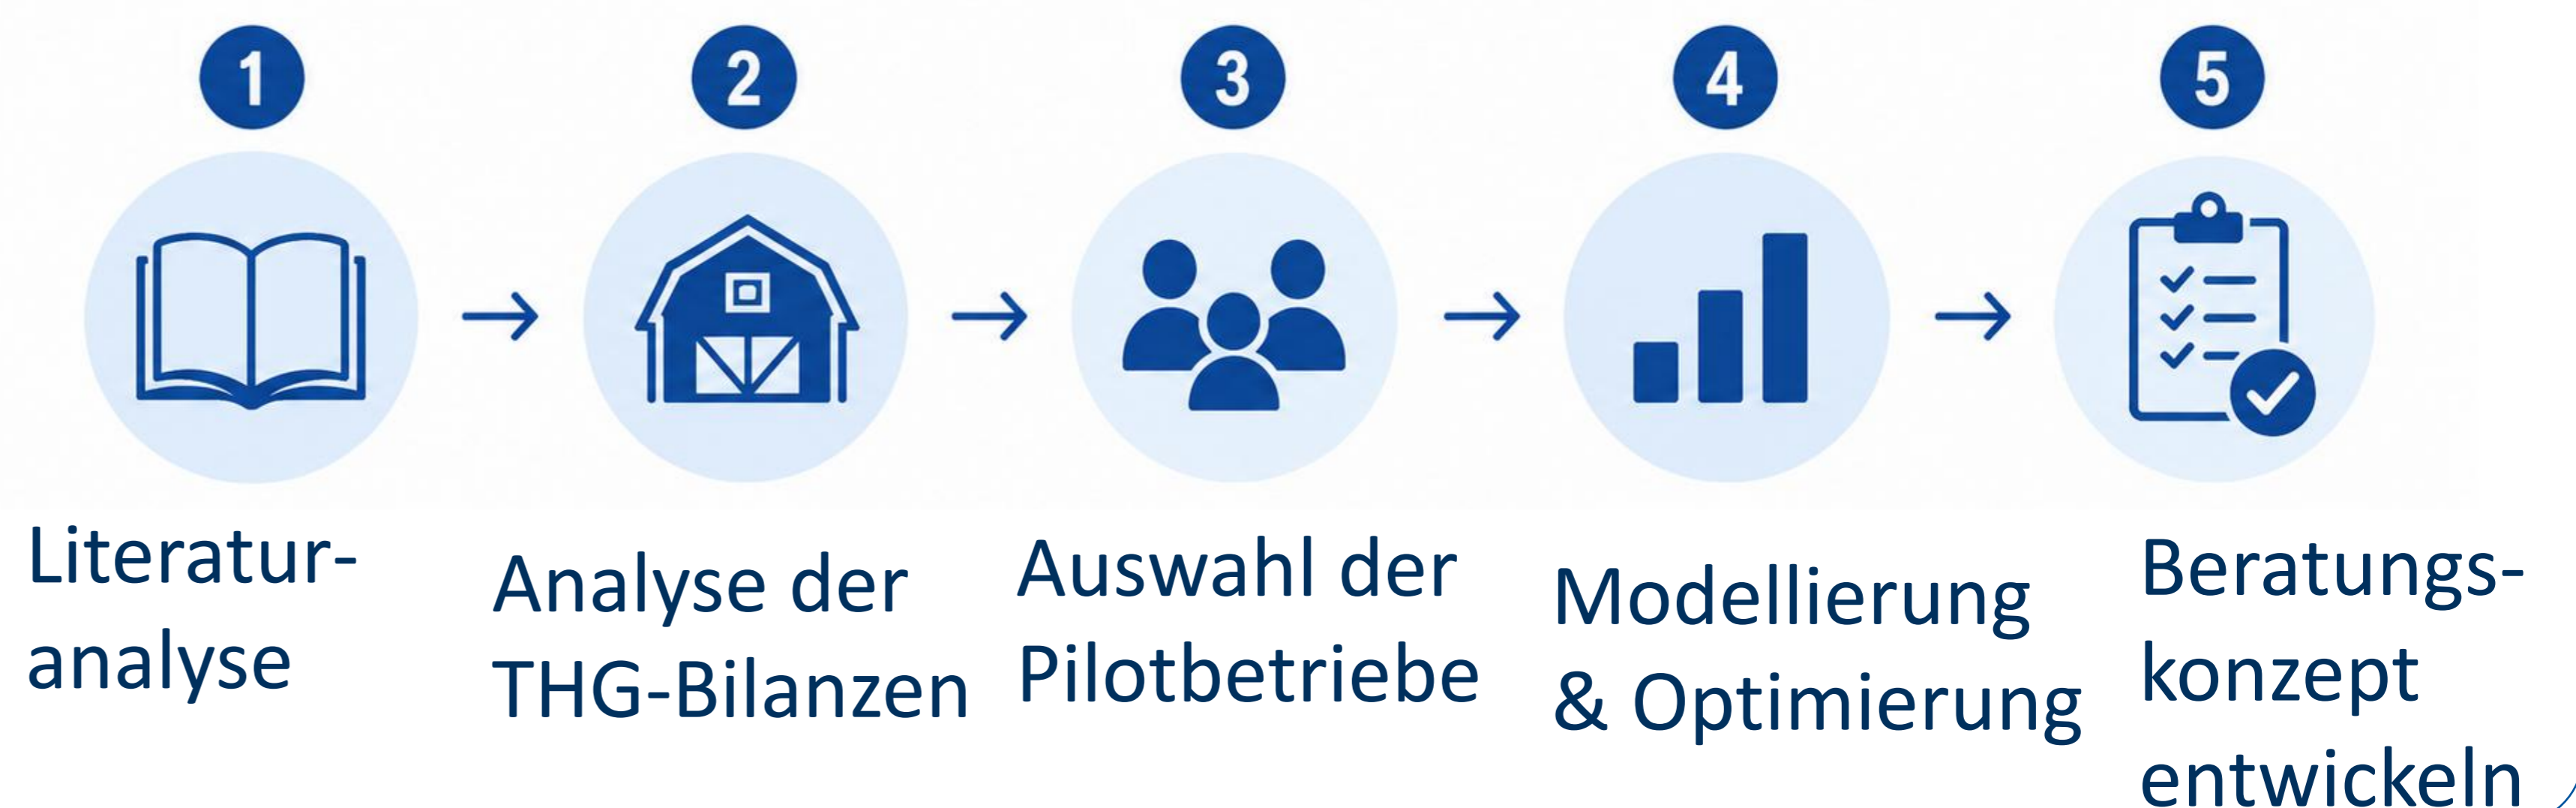 1
2
3
4
5
Literatur-
analyse
Analyse der
THG-Bilanzen
Auswahl der
Pilotbetriebe
Modellierung
& Optimierung
Beratungs-
konzept
entwickeln